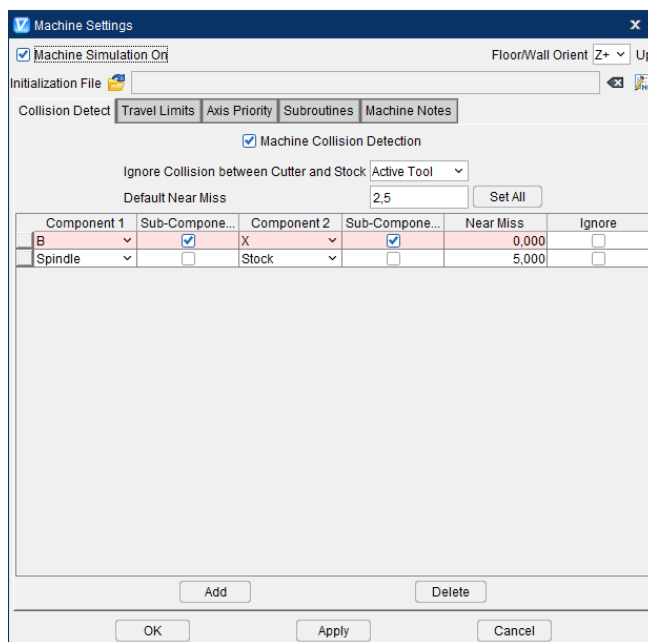 Machine Settings
Machine Simulation On Floor/Wall Orient Z+ Up
Initialization File
Collision Detect Travel Limits Axis Priority Subroutines Machine Notes
Machine Collision Detection
Ignore Collision between Cutter and Stock Active Tool
Default Near Miss 2,5 Set All
Component 1 Sub-Compone... Component 2 Sub-Compone... Near Miss Ignore
B X 0,000
Spindle Stock 5,000
Add Delete
OK Apply Cancel